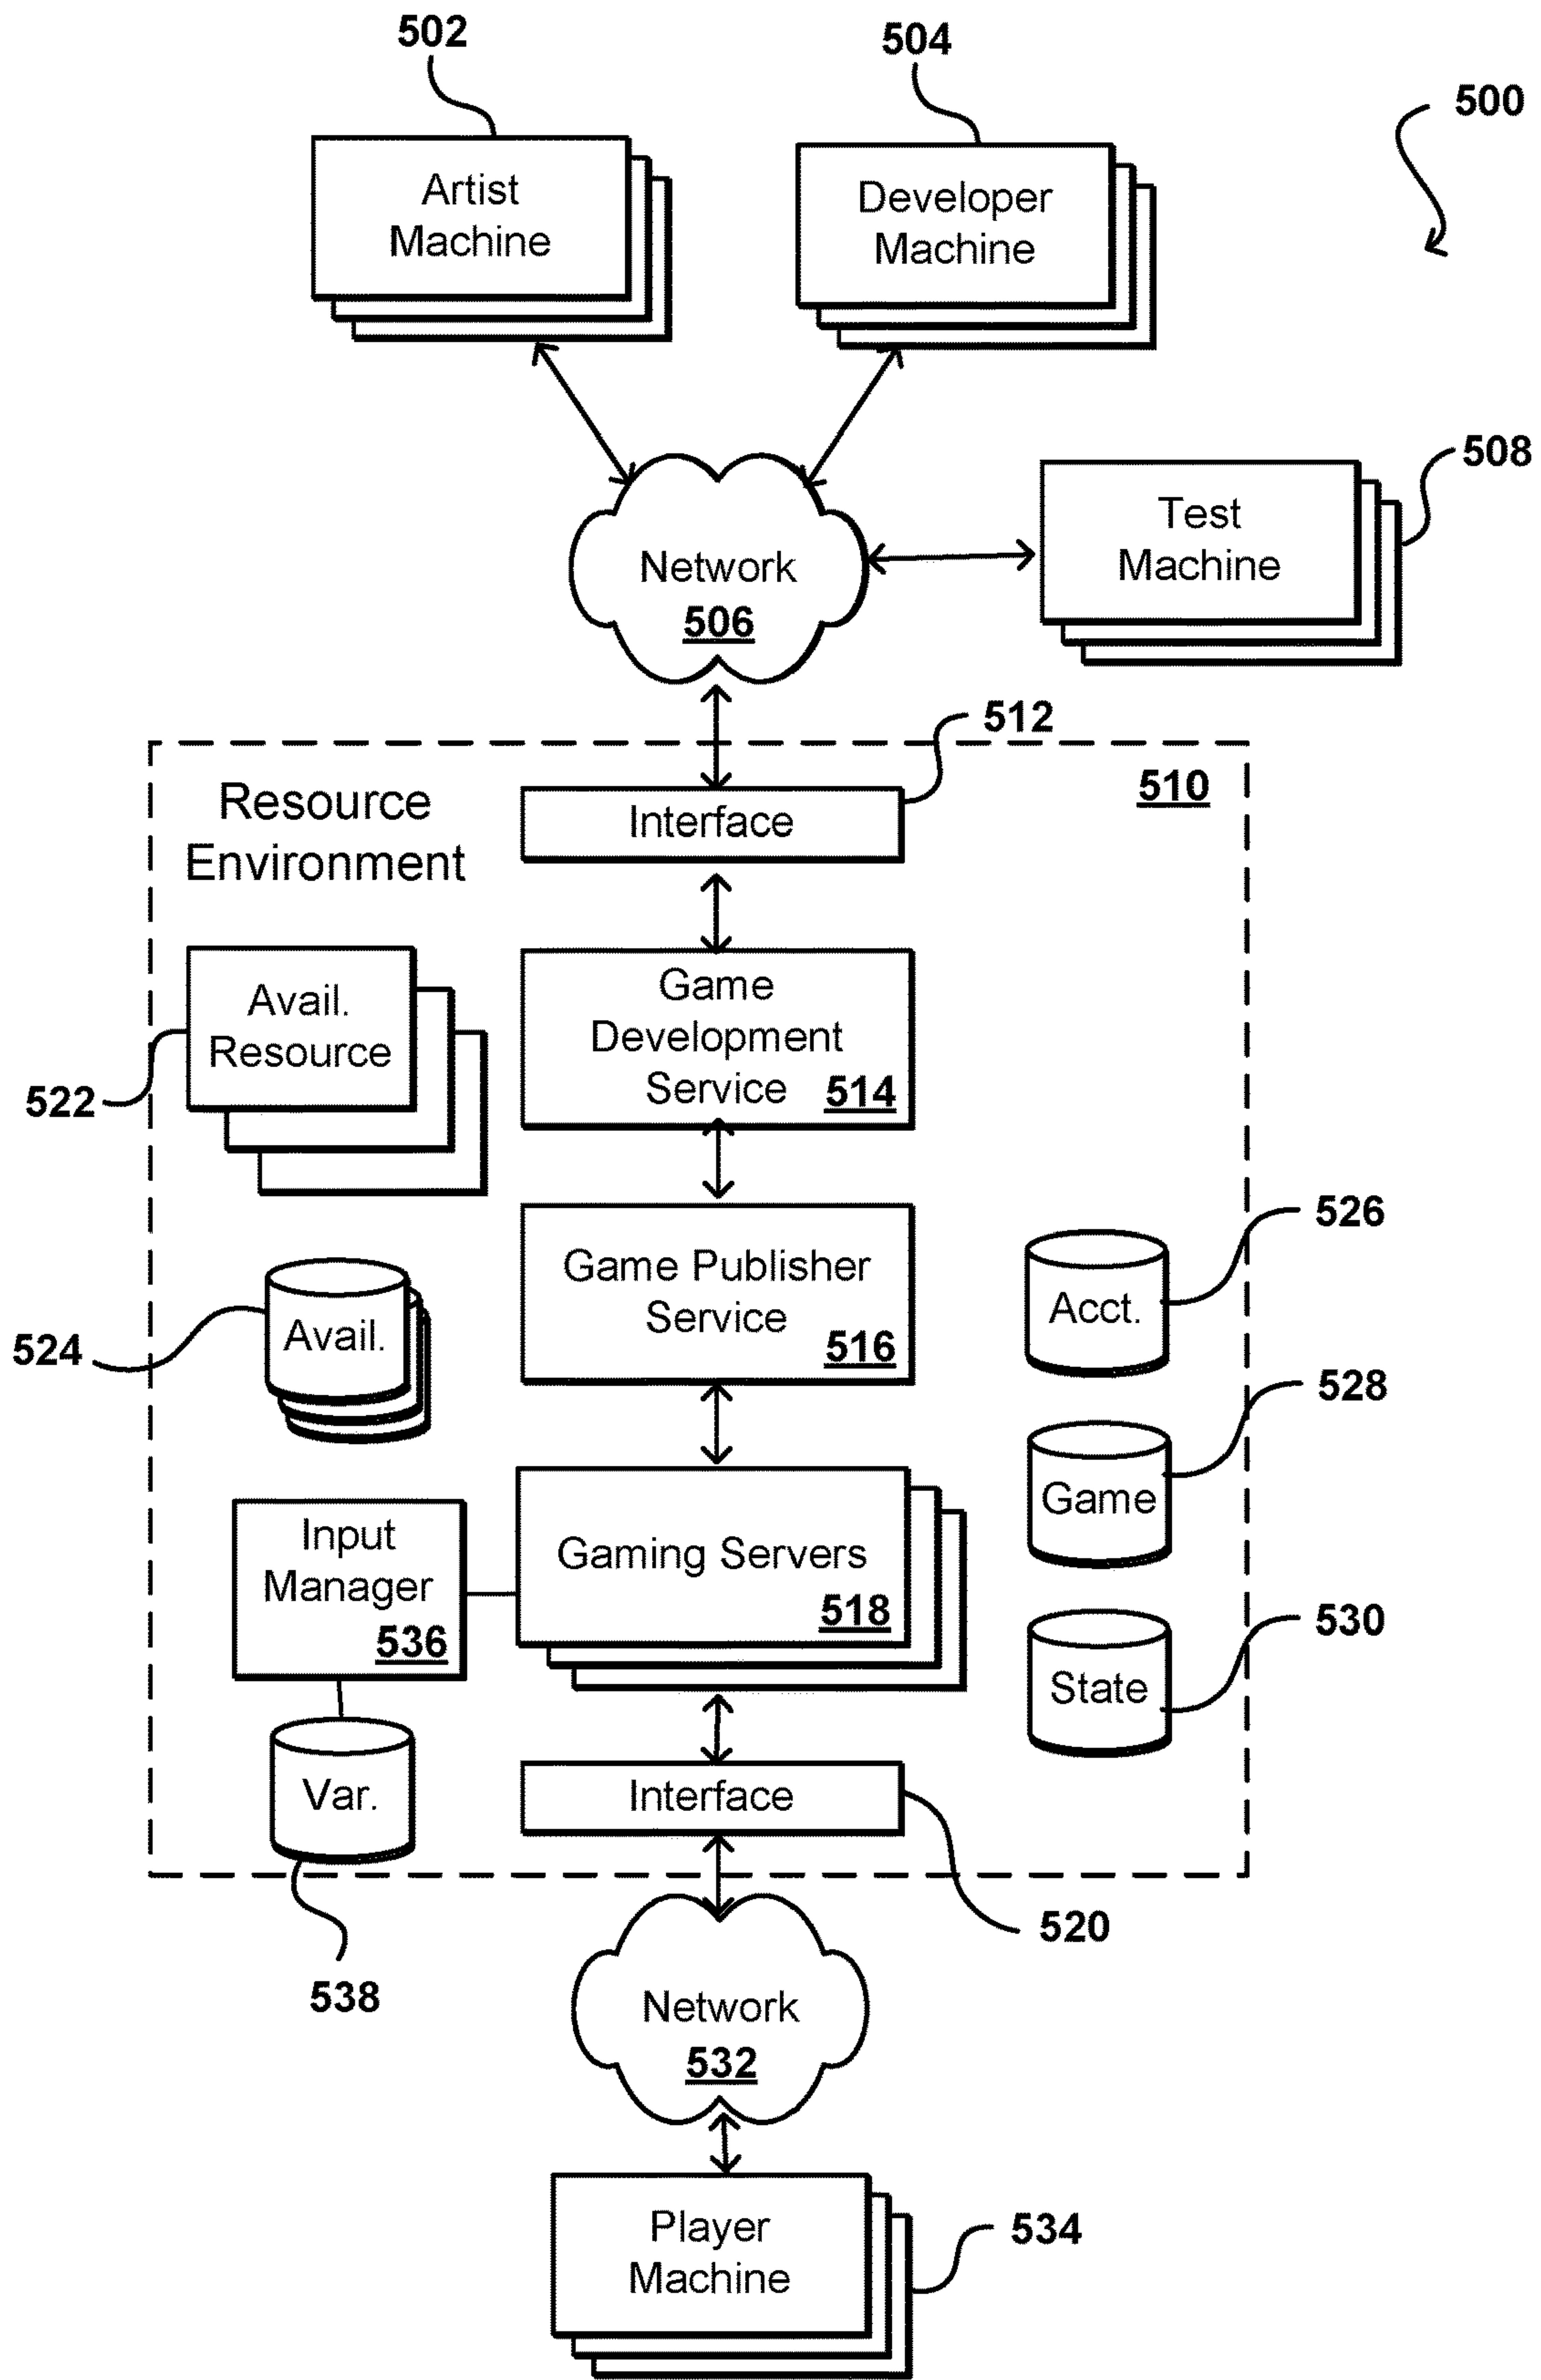 502
504
500
Artist
Machine
Developer
Machine
508
Test
Machine
Network
506
512
510
Resource
Environment
Interface
Avail.
Resource
522
Game
Development
Service 514
526
Game Publisher
Service
516
Acct.
524
Avail.
528
Game
Input
Manager
536
Gaming Servers
518
530
State
Var.
Interface
520
538
Network
532
Player
Machine
534